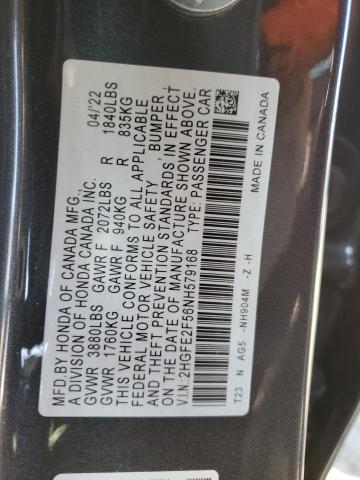 MFD.BY HONDA OF CANADA MFG., 04/22
A DIVISION OF HONDA CANADA INC.
GVWR 3880LBS GAWR F 2072LBS R 1840LBS
GVWR 1760KG GAWR F 940KG R 835KG
THIS VEHICLE CONFORMS TO ALL APPLICABLE
FEDERAL MOTOR VEHICLE SAFETY, BUMPER,
AND THEFT PREVENTION STANDARDS IN EFFECT
ON THE DATE OF MANUFACTURE SHOWN ABOVE.
V.I.N: 2HGFE2F56NH579168 TYPE: PASSENGER CAR
T23 N AG5 -NH904M -Z -H MADE IN CANADA